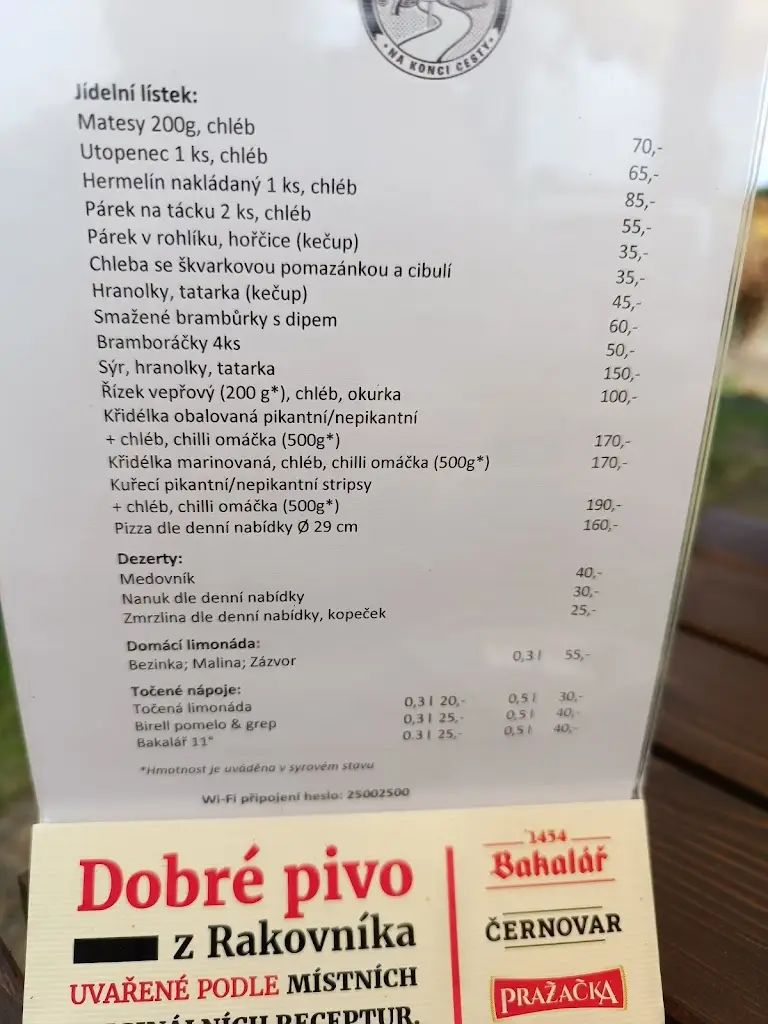 NA KONCI CESTY
Jídelní lístek:
Matesy 200g, chléb 70,-
Utopenec 1 ks, chléb 65,-
Hermelín nakládaný 1 ks, chléb 85,-
Párek na tácku 2 ks, chléb 55,-
Párek v rohlíku, hořčice (kečup) 35,-
Chleba se škvarkovou pomazánkou a cibulí 35,-
Hranolky, tatarka (kečup) 45,-
Smažené brambůrky s dipem 60,-
Bramboráčky 4ks 50,-
Sýr, hranolky, tatarka 150,-
Řízek vepřový (200 g*), chléb, okurka 100,-
Křidélka obalovaná pikantní/nepikantní
+ chléb, chilli omáčka (500g*) 170,-
Křidélka marinovaná, chléb, chilli omáčka (500g*) 170,-
Kuřecí pikantní/nepikantní stripsy
+ chléb, chilli omáčka (500g*) 190,-
Pizza dle denní nabídky Ø 29 cm 160,-
Dezerty:
Medovník 40,-
Nanuk dle denní nabídky 30,-
Zmrzlina dle denní nabídky, kopeček 25,-
Domácí limonáda:
Bezinka; Malina; Zázvor 0,3 l 55,-
Točené nápoje:
Točená limonáda 0,3 l 20,- 0,5 l 30,-
Birell pomelo & grep 0,3 l 25,- 0,5 l 40,-
Bakalář 11° 0.3 l 25,- 0,5 l 40,-
*Hmotnost je uváděna v syrovém stavu
Wi-Fi připojení heslo: 25002500
Dobré pivo
z Rakovníka
UVAŘENÉ PODLE MÍSTNÍCH
RECEPTUR.
1454
Bakalář
ČERNOVAR
PRAŽAČKA